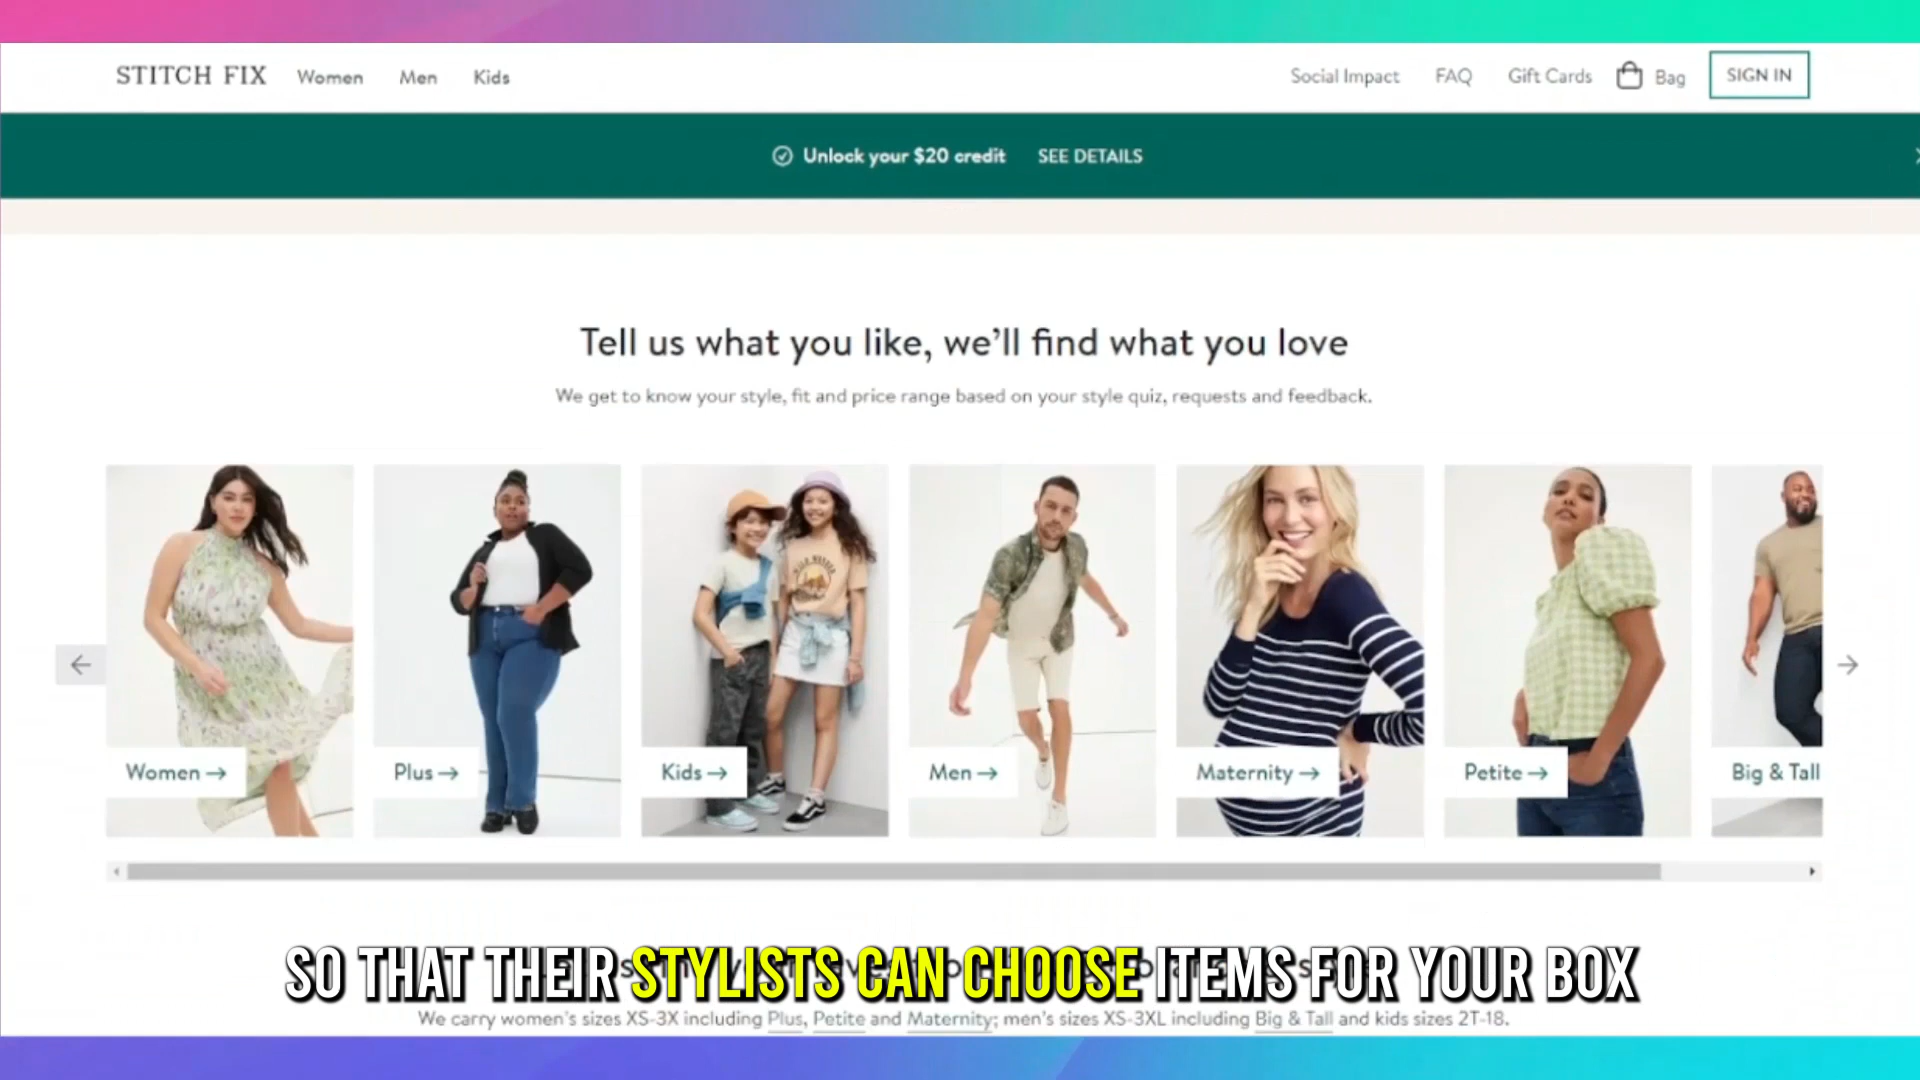 STITCH FIX Women Men Kids Social Impact FAQ Gift Cards Bag SIGN IN
Unlock your $20 credit SEE DETAILS
Tell us what you like, we'll find what you love
We get to know your style, fit and price range based on your style quiz, requests and feedback.
Women → Plus → Kids → Men → Maternity → Petite → Big & Tall
SO THAT THEIR STYLISTS CAN CHOOSE ITEMS FOR YOUR BOX
We carry women's sizes XS-3X including Plus, Petite and Maternity; men's sizes XS-3XL including Big & Tall and kids sizes 2T-18.